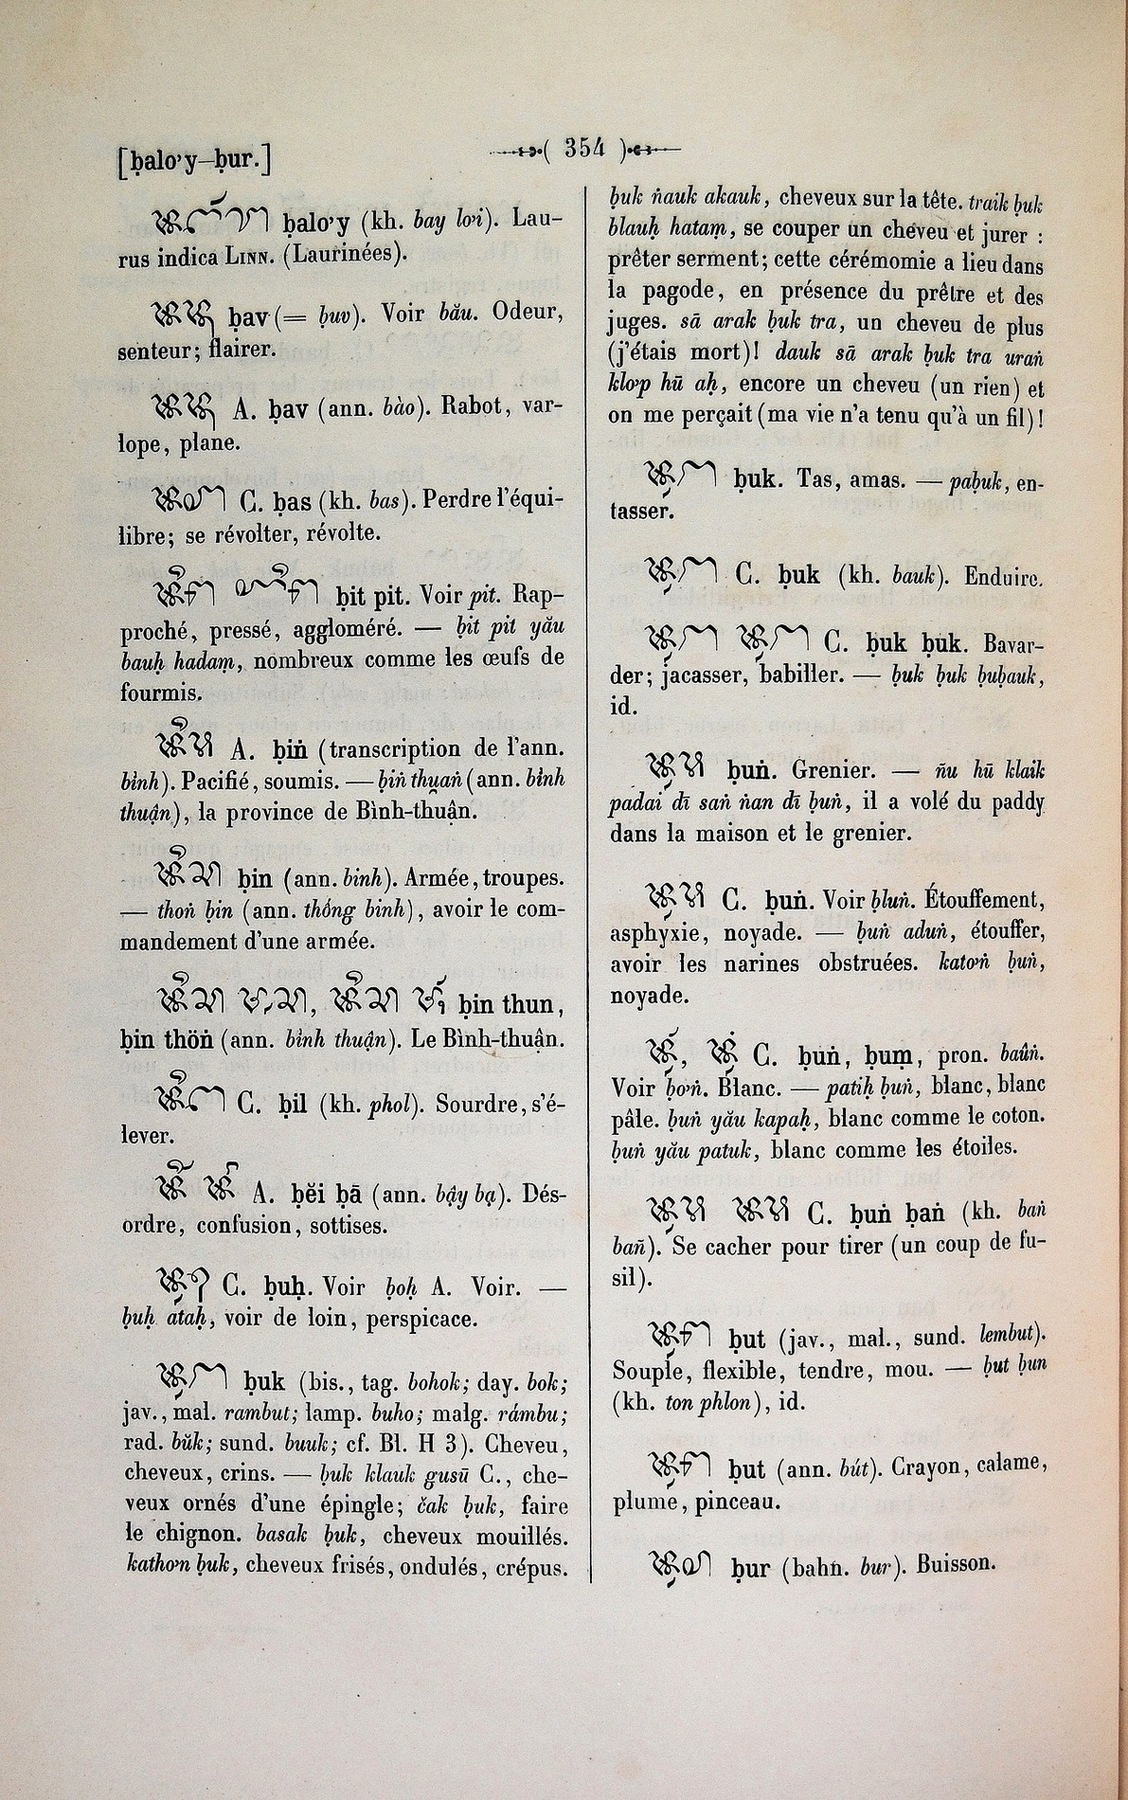 [ḅalơy–ḅur.]
( 354 )
ḅalơy (kh. bay lơi). Lau-
rus indica LINN. (Laurinées).
ḅav (= ḅuv). Voir bău. Odeur,
senteur; flairer.
A. ḅav (ann. bào). Rabot, var-
lope, plane.
C. ḅas (kh. bas). Perdre l'équi-
libre; se révolter, révolte.
ḅit pit. Voir pit. Rap-
proché, pressé, aggloméré. — ḅit pit yău
bauḥ hadaṃ, nombreux comme les œufs de
fourmis.
A. ḅiṅ (transcription de l'ann.
bình). Pacifié, soumis. — ḅiṅ thuaṅ (ann. bình
thuận), la province de Bình-thuận.
ḅin (ann. binh). Armée, troupes.
— thoṅ ḅin (ann. thống binh), avoir le com-
mandement d'une armée.
ḅin thun,
ḅin thöṅ (ann. bình thuận). Le Bình-thuận.
C. ḅil (kh. phol). Sourdre, s'é-
lever.
A. ḅĕi ḅā (ann. bậy bạ). Dés-
ordre, confusion, sottises.
C. ḅuḥ. Voir ḅoḥ A. Voir. —
ḅuḥ ataḥ, voir de loin, perspicace.
ḅuk (bis., tag. bohok; day. bok;
jav., mal. rambut; lamp. buho; malg. rámbu;
rad. bŭk; sund. buuk; cf. Bl. H 3). Cheveu,
cheveux, crins. — ḅuk klauk gusū C., che-
veux ornés d'une épingle; čak ḅuk, faire
le chignon. basak ḅuk, cheveux mouillés.
kathơn ḅuk, cheveux frisés, ondulés, crépus.
ḅuk ṅauk akauk, cheveux sur la tête. traik ḅuk
blauḥ hataṃ, se couper un cheveu et jurer :
prêter serment; cette cérémomie a lieu dans
la pagode, en présence du prêtre et des
juges. sā arak ḅuk tra, un cheveu de plus
(j'étais mort)! dauk sā arak ḅuk tra uraṅ
klơp hū aḥ, encore un cheveu (un rien) et
on me perçait (ma vie n'a tenu qu'à un fil)!
ḅuk. Tas, amas. — paḅuk, en-
tasser.
C. ḅuk (kh. bauk). Enduire.
C. ḅuk ḅuk. Bavar-
der; jacasser, babiller. — ḅuk ḅuk ḅuḅauk,
id.
ḅuṅ. Grenier. — ñu hū klaik
padai dī saṅ ṅan dī ḅuṅ, il a volé du paddy
dans la maison et le grenier.
C. ḅuṅ. Voir ḅluṅ. Étouffement,
asphyxie, noyade. — ḅuṅ aduṅ, étouffer,
avoir les narines obstruées. katơṅ ḅuṅ,
noyade.
C. ḅuṅ, ḅuṃ, pron. baûṅ.
Voir ḅơṅ. Blanc. — patiḥ ḅuṅ, blanc, blanc
pâle. ḅuṅ yău kapaḥ, blanc comme le coton.
ḅuṅ yău patuk, blanc comme les étoiles.
C. ḅuṅ ḅaṅ (kh. baṅ
bañ). Se cacher pour tirer (un coup de fu-
sil).
ḅut (jav., mal., sund. lembut).
Souple, flexible, tendre, mou. — ḅut ḅun
(kh. ton phlon), id.
ḅut (ann. bút). Crayon, calame,
plume, pinceau.
ḅur (bahn. bur). Buisson.